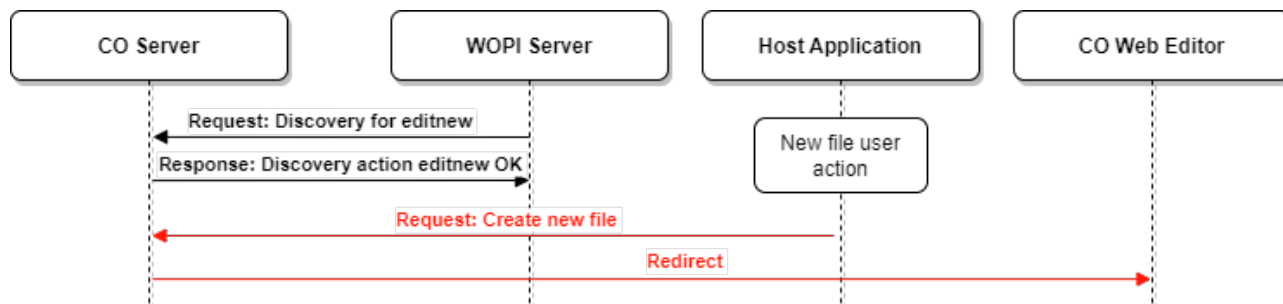 CO Server
WOPI Server
Host Application
CO Web Editor
Request: Discovery for editnew
New file user
action
Response: Discovery action editnew OK
Request: Create new file
Redirect